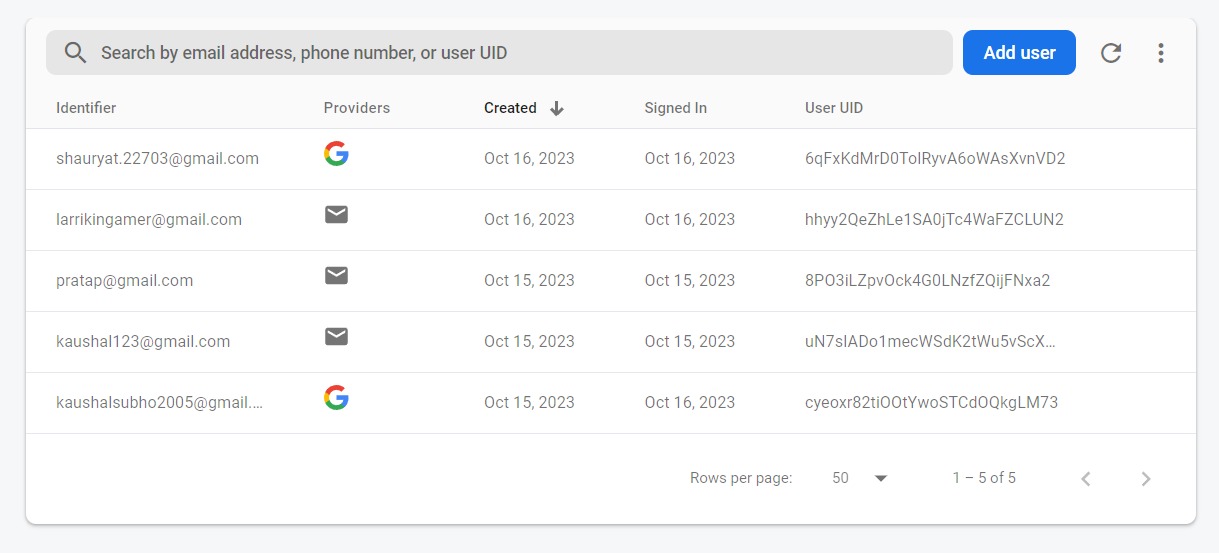 Search by email address, phone number, or user UID Add user
Identifier Providers Created Signed In User UID
shauryat.22703@gmail.com Oct 16, 2023 Oct 16, 2023 6qFxKdMrD0TolRyvA6oWAsXvnVD2
larrikingamer@gmail.com Oct 16, 2023 Oct 16, 2023 hhyy2QeZhLe1SA0jTc4WaFZCLUN2
pratap@gmail.com Oct 15, 2023 Oct 15, 2023 8PO3iLZpvOck4G0LNzfZQijFNxa2
kaushal123@gmail.com Oct 15, 2023 Oct 15, 2023 uN7slADo1mecWSdK2tWu5vScX...
kaushalsubho2005@gmail.... Oct 15, 2023 Oct 16, 2023 cyeoxr82tiOOtYwoSTCdOQkgLM73
Rows per page: 50 1 – 5 of 5